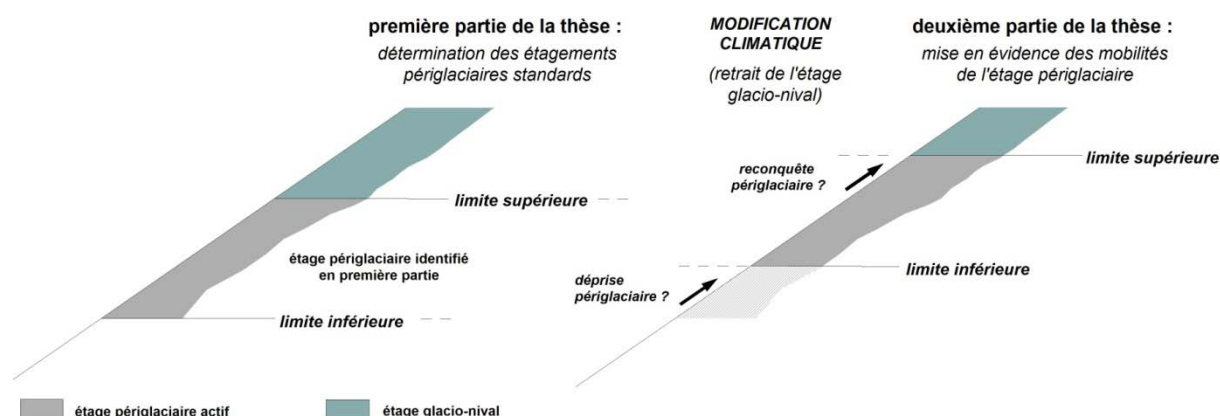 première partie de la thèse :
détermination des étagements
périglaciaires standards
MODIFICATION
CLIMATIQUE
(retrait de l'étage
glacio-nival)
deuxième partie de la thèse :
mise en évidence des mobilités
de l'étage périglaciaire
limite supérieure
étage périglaciaire identifié
en première partie
limite inférieure
reconquête
périglaciaire ?
limite supérieure
déprise
périglaciaire ?
limite inférieure
étage périglaciaire actif
étage glacio-nival